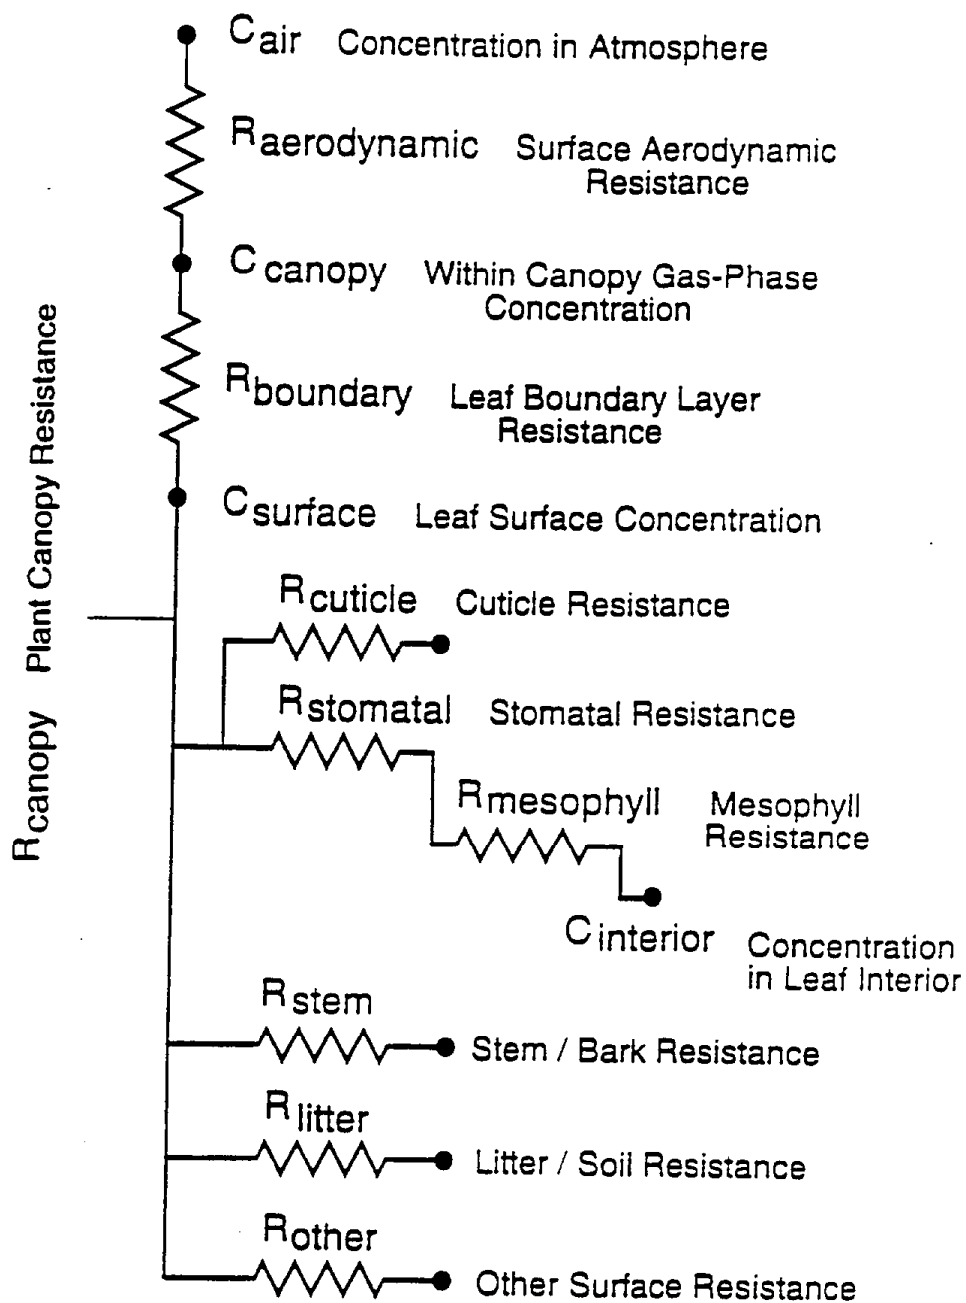 Cair Concentration in Atmosphere
Raerodynamic Surface Aerodynamic
Resistance
Ccanopy Within Canopy Gas-Phase
Concentration
Rboundary Leaf Boundary Layer
Resistance
Csurface Leaf Surface Concentration
Rcanopy Plant Canopy Resistance
Rcuticle Cuticle Resistance
Rstomatal Stomatal Resistance
Rmesophyll Mesophyll
Resistance
Cinterior Concentration
in Leaf Interior
Rstem
Stem / Bark Resistance
Rlitter
Litter / Soil Resistance
Rother
Other Surface Resistance